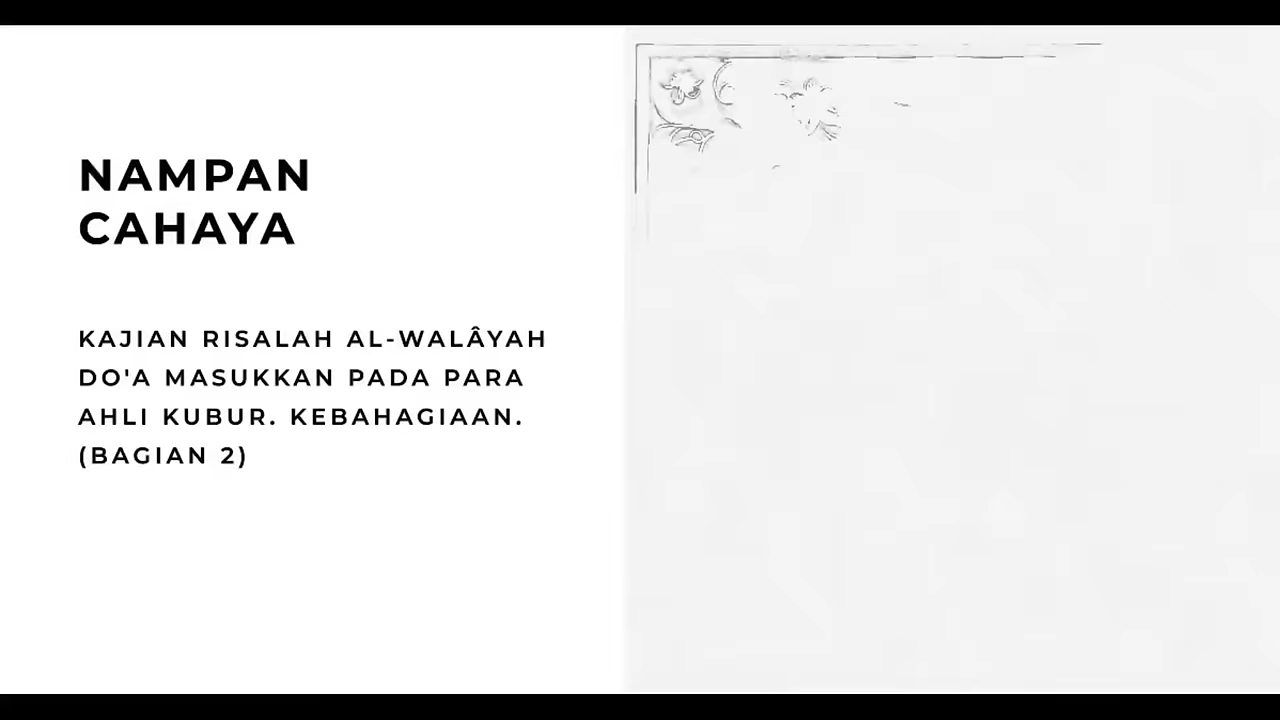 NAMPAN
CAHAYA
KAJIAN RISALAH AL-WALÂYAH
DO'A MASUKKAN PADA PARA
AHLI KUBUR. KEBAHAGIAAN.
(BAGIAN 2)